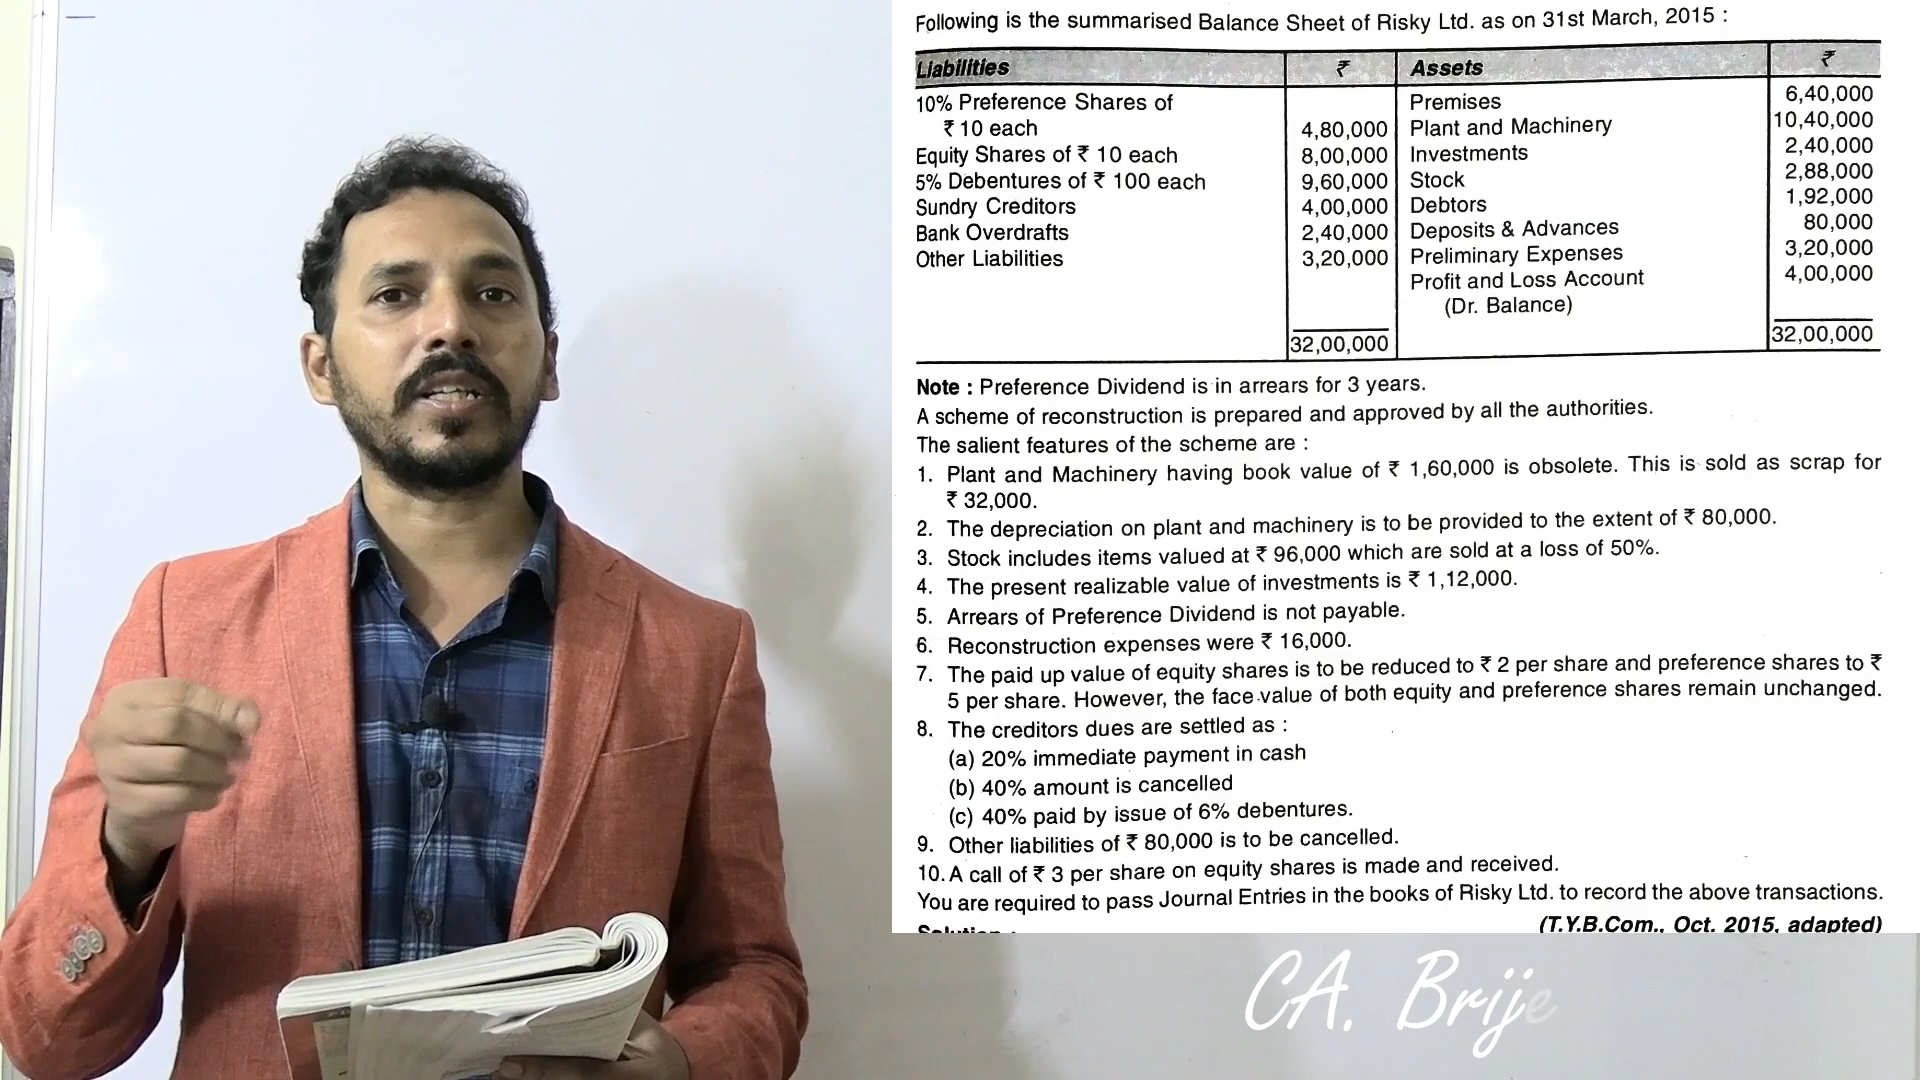 Following is the summarised Balance Sheet of Risky Ltd. as on 31st March, 2015 :
Liabilities ₹ Assets ₹
10% Preference Shares of Premises 6,40,000
₹ 10 each 4,80,000 Plant and Machinery 10,40,000
Equity Shares of ₹ 10 each 8,00,000 Investments 2,40,000
5% Debentures of ₹ 100 each 9,60,000 Stock 2,88,000
Sundry Creditors 4,00,000 Debtors 1,92,000
Bank Overdrafts 2,40,000 Deposits & Advances 80,000
Other Liabilities 3,20,000 Preliminary Expenses 3,20,000
Profit and Loss Account 4,00,000
(Dr. Balance)
32,00,000 32,00,000
Note : Preference Dividend is in arrears for 3 years.
A scheme of reconstruction is prepared and approved by all the authorities.
The salient features of the scheme are :
1. Plant and Machinery having book value of ₹ 1,60,000 is obsolete. This is sold as scrap for
₹ 32,000.
2. The depreciation on plant and machinery is to be provided to the extent of ₹ 80,000.
3. Stock includes items valued at ₹ 96,000 which are sold at a loss of 50%.
4. The present realizable value of investments is ₹ 1,12,000.
5. Arrears of Preference Dividend is not payable.
6. Reconstruction expenses were ₹ 16,000.
7. The paid up value of equity shares is to be reduced to ₹ 2 per share and preference shares to ₹
5 per share. However, the face value of both equity and preference shares remain unchanged.
8. The creditors dues are settled as :
(a) 20% immediate payment in cash
(b) 40% amount is cancelled
(c) 40% paid by issue of 6% debentures.
9. Other liabilities of ₹ 80,000 is to be cancelled.
10. A call of ₹ 3 per share on equity shares is made and received.
You are required to pass Journal Entries in the books of Risky Ltd. to record the above transactions.
(T.Y.B.Com., Oct. 2015, adapted)
Solution :
CA. Brije